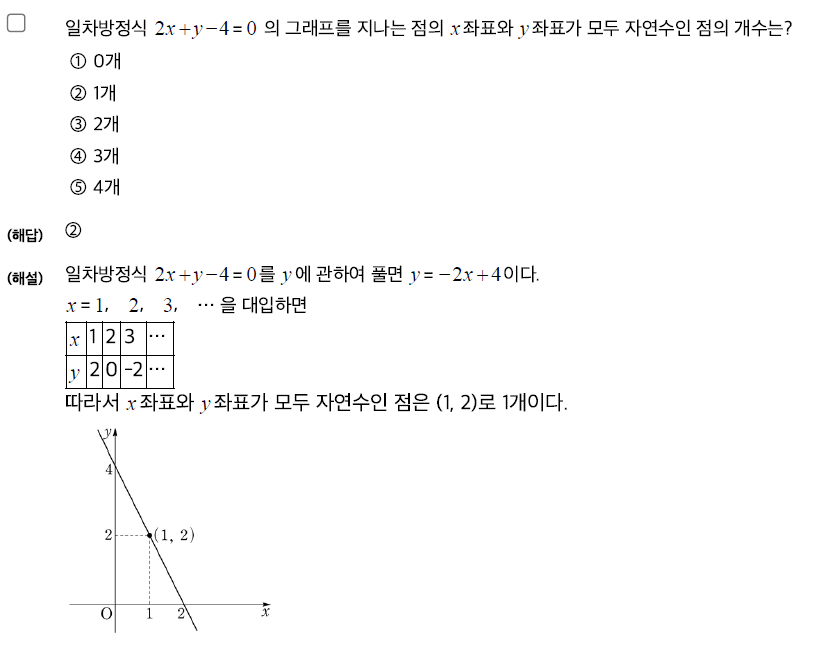 일차방정식 2x+y−4=0 의 그래프를 지나는 점의 x좌표와 y좌표가 모두 자연수인 점의 개수는?
① 0개
② 1개
③ 2개
④ 3개
⑤ 4개
(해답) ②
(해설) 일차방정식 2x+y−4=0를 y에 관하여 풀면 y=−2x+4이다.
x=1, 2, 3, ⋯ 을 대입하면
x 1 2 3 ⋯
y 2 0 -2 ⋯
따라서 x좌표와 y좌표가 모두 자연수인 점은 (1, 2)로 1개이다.
y
4
2 (1, 2)
O 1 2 x